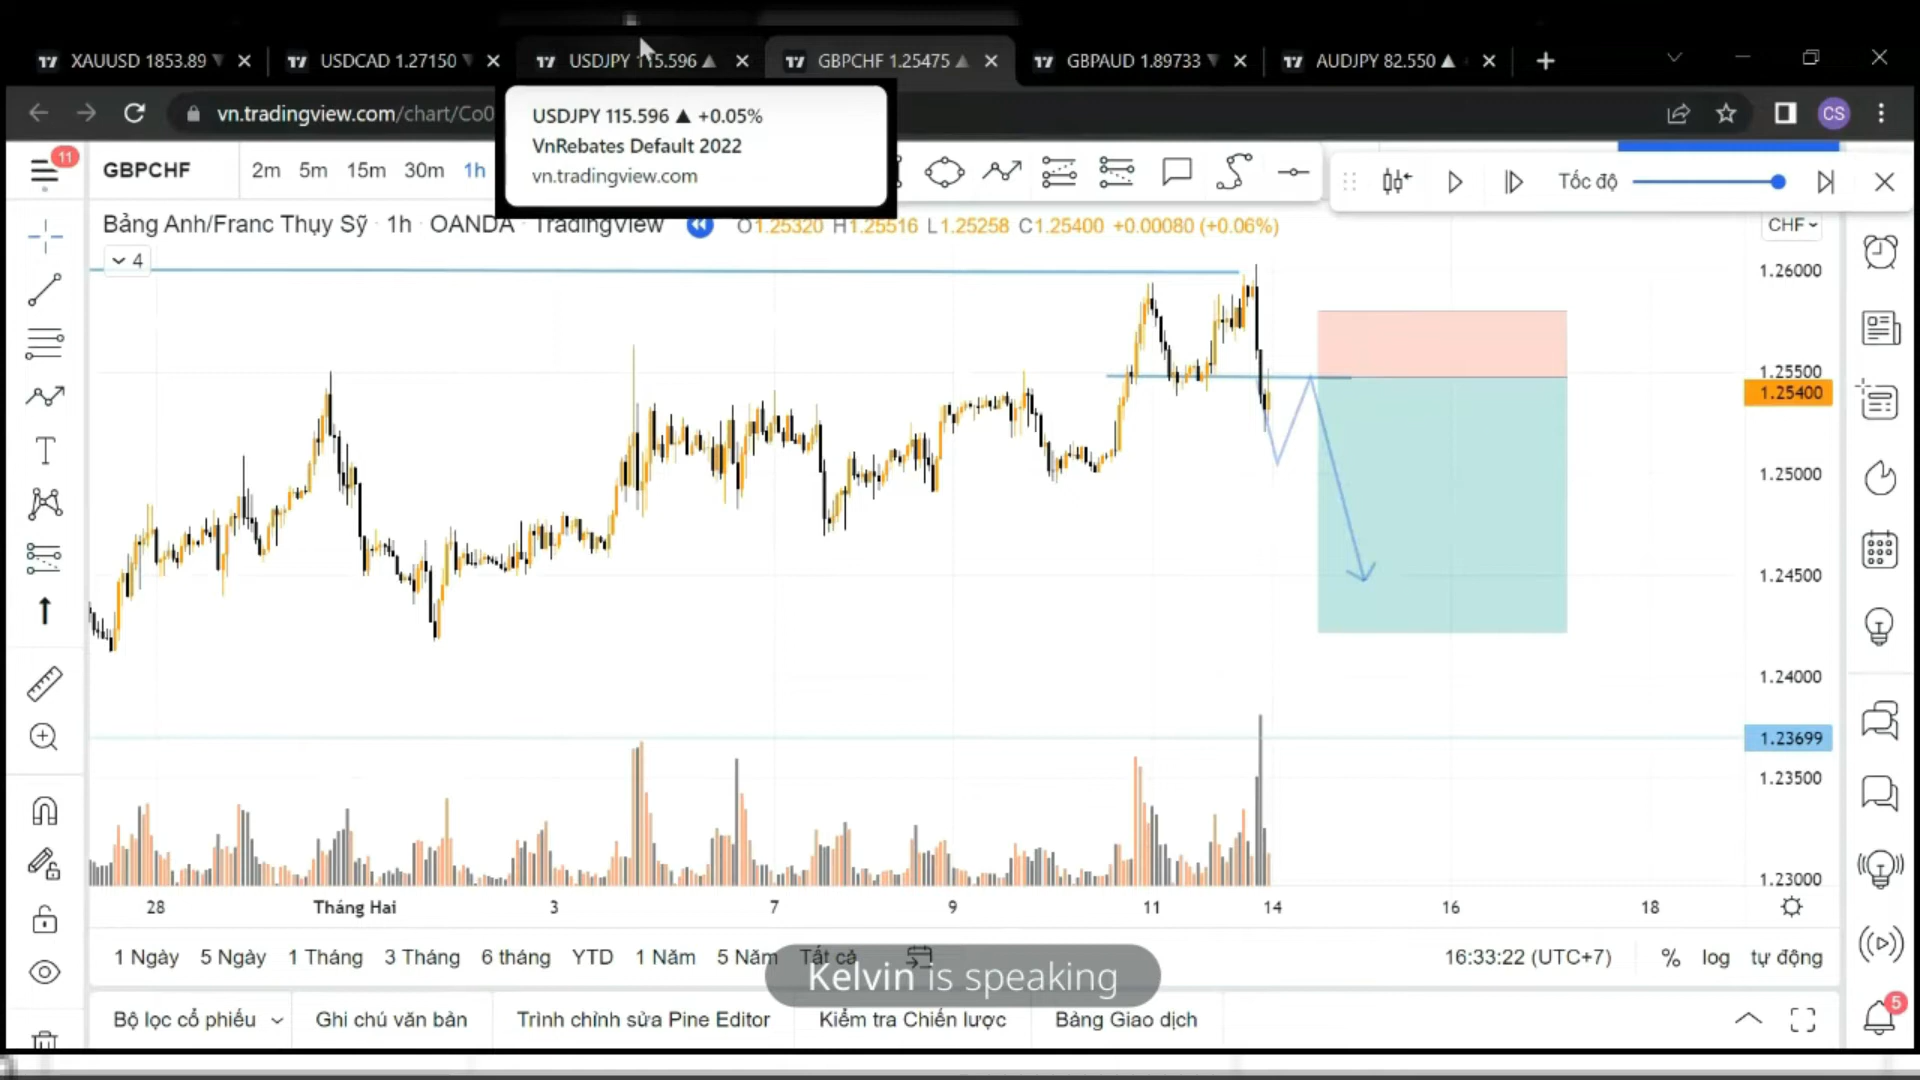 XAUUSD 1853.89 ▼
USDCAD 1.27150 ▼
USDJPY 115.596 ▲
GBPCHF 1.25475 ▲
GBPAUD 1.89733 ▼
AUDJPY 82.550 ▲
vn.tradingview.com/chart/Co0
CS
USDJPY 115.596 ▲ +0.05%
VnRebates Default 2022
vn.tradingview.com
11
GBPCHF
2m 5m 15m 30m 1h
Tốc độ
Bảng Anh/Franc Thụy Sỹ · 1h · OANDA · TradingView
O1.25320 H1.25516 L1.25258 C1.25400 +0.00080 (+0.06%)
CHF
4
1.26000
1.25500
1.25400
1.25000
1.24500
1.24000
1.23699
1.23500
1.23000
28 Tháng Hai 3 7 9 11 14 16 18
1 Ngày 5 Ngày 1 Tháng 3 Tháng 6 tháng YTD 1 Năm 5 Năm Tất cả
16:33:22 (UTC+7) % log tự động
Kelvin is speaking
Bộ lọc cổ phiếu Ghi chú văn bản Trình chỉnh sửa Pine Editor Kiểm tra Chiến lược Bảng Giao dịch
5